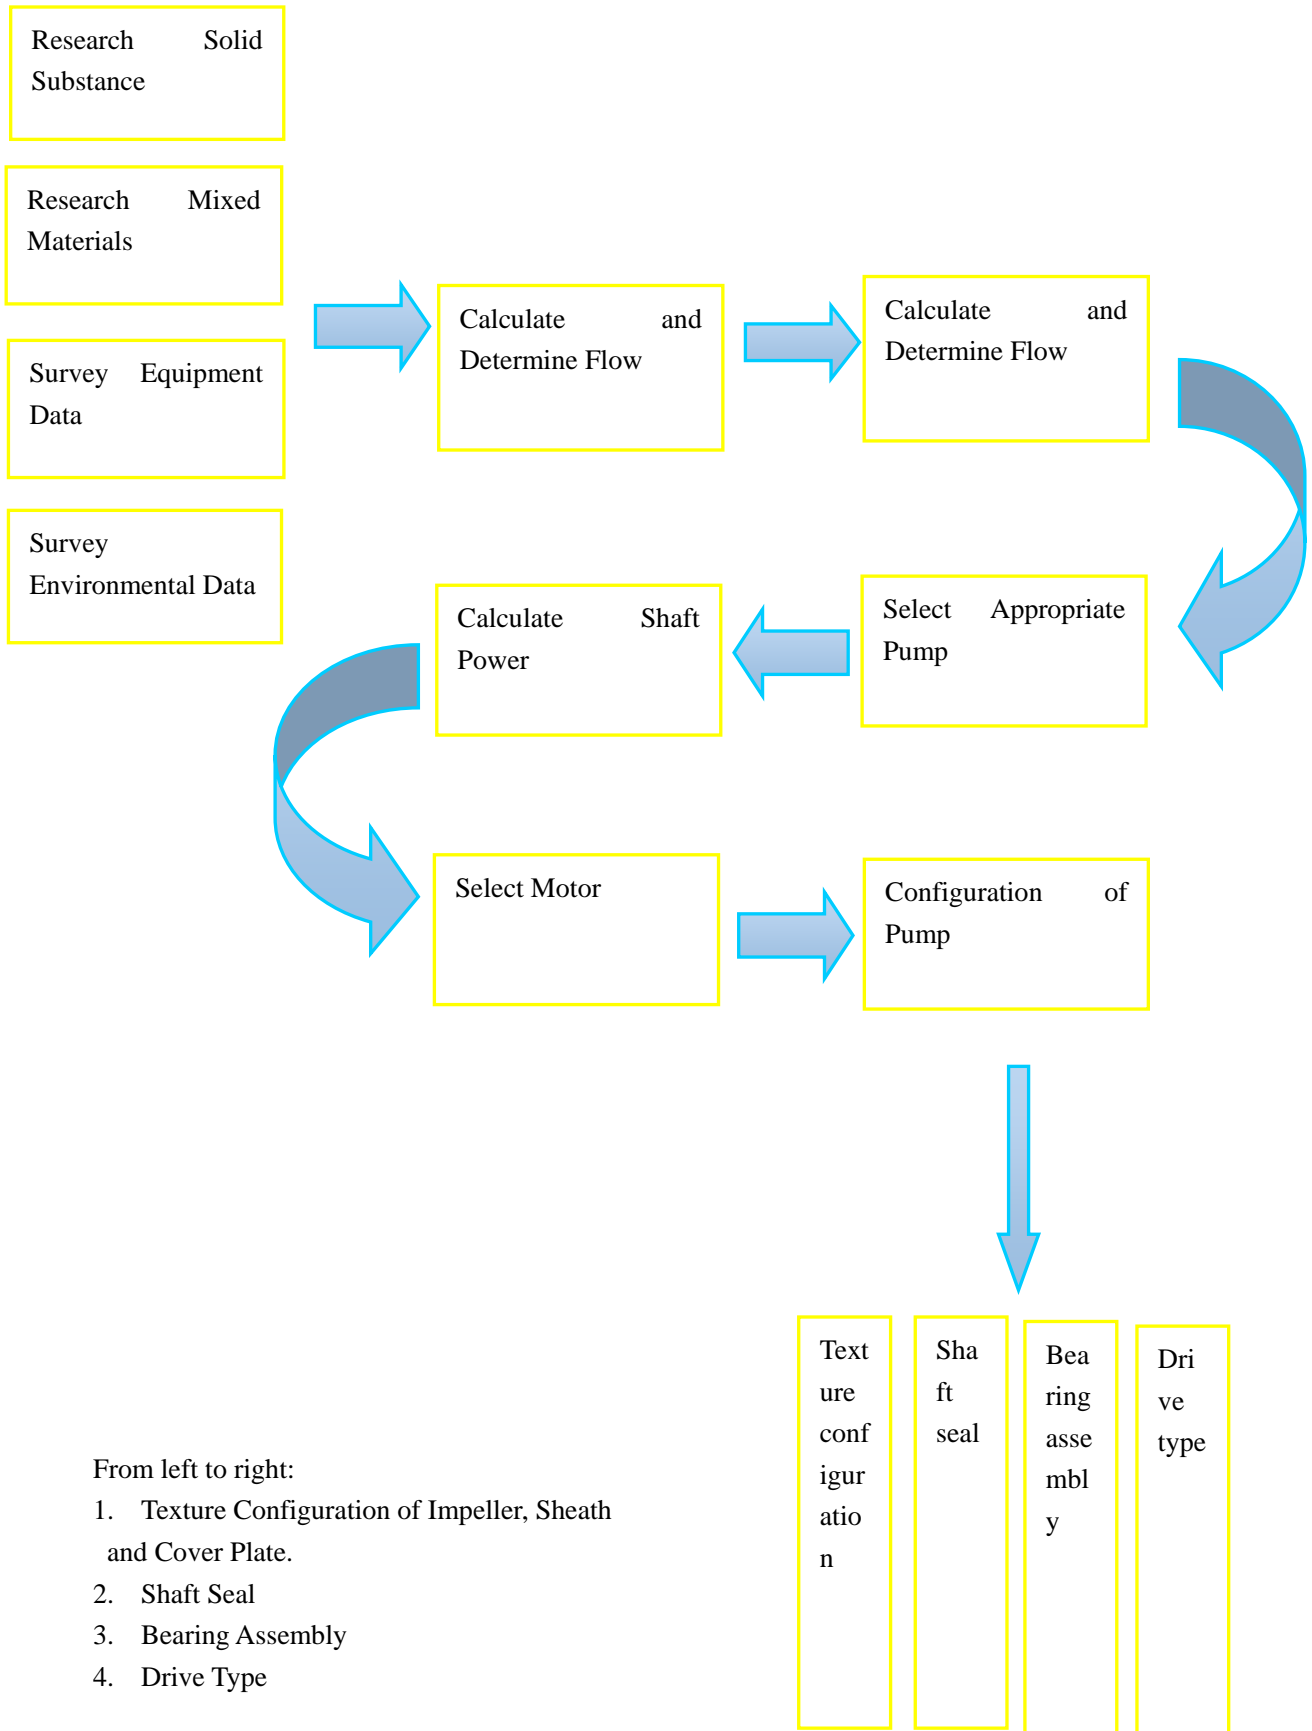 Research Solid
Substance
Research Mixed
Materials
Survey Equipment
Data
Survey
Environmental Data
Calculate and
Determine Flow
Calculate and
Determine Flow
Select Appropriate
Pump
Calculate Shaft
Power
Select Motor
Configuration of
Pump
Text
ure
conf
igur
atio
n
Sha
ft
seal
Bea
ring
asse
mbl
y
Dri
ve
type
From left to right:
1. Texture Configuration of Impeller, Sheath
and Cover Plate.
2. Shaft Seal
3. Bearing Assembly
4. Drive Type